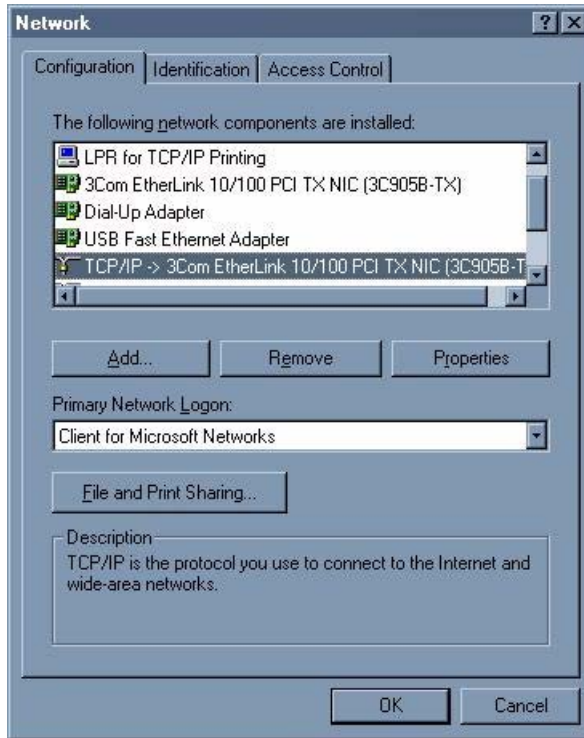 Network
Configuration
Identification
Access Control
The following network components are installed:
LPR for TCP/IP Printing
3Com EtherLink 10/100 PCI TX NIC (3C905B-TX)
Dial-Up Adapter
USB Fast Ethernet Adapter
TCP/IP -> 3Com EtherLink 10/100 PCI TX NIC (3C905B-T
Add...
Remove
Properties
Primary Network Logon:
Client for Microsoft Networks
File and Print Sharing...
Description
TCP/IP is the protocol you use to connect to the Internet and
wide-area networks.
OK
Cancel